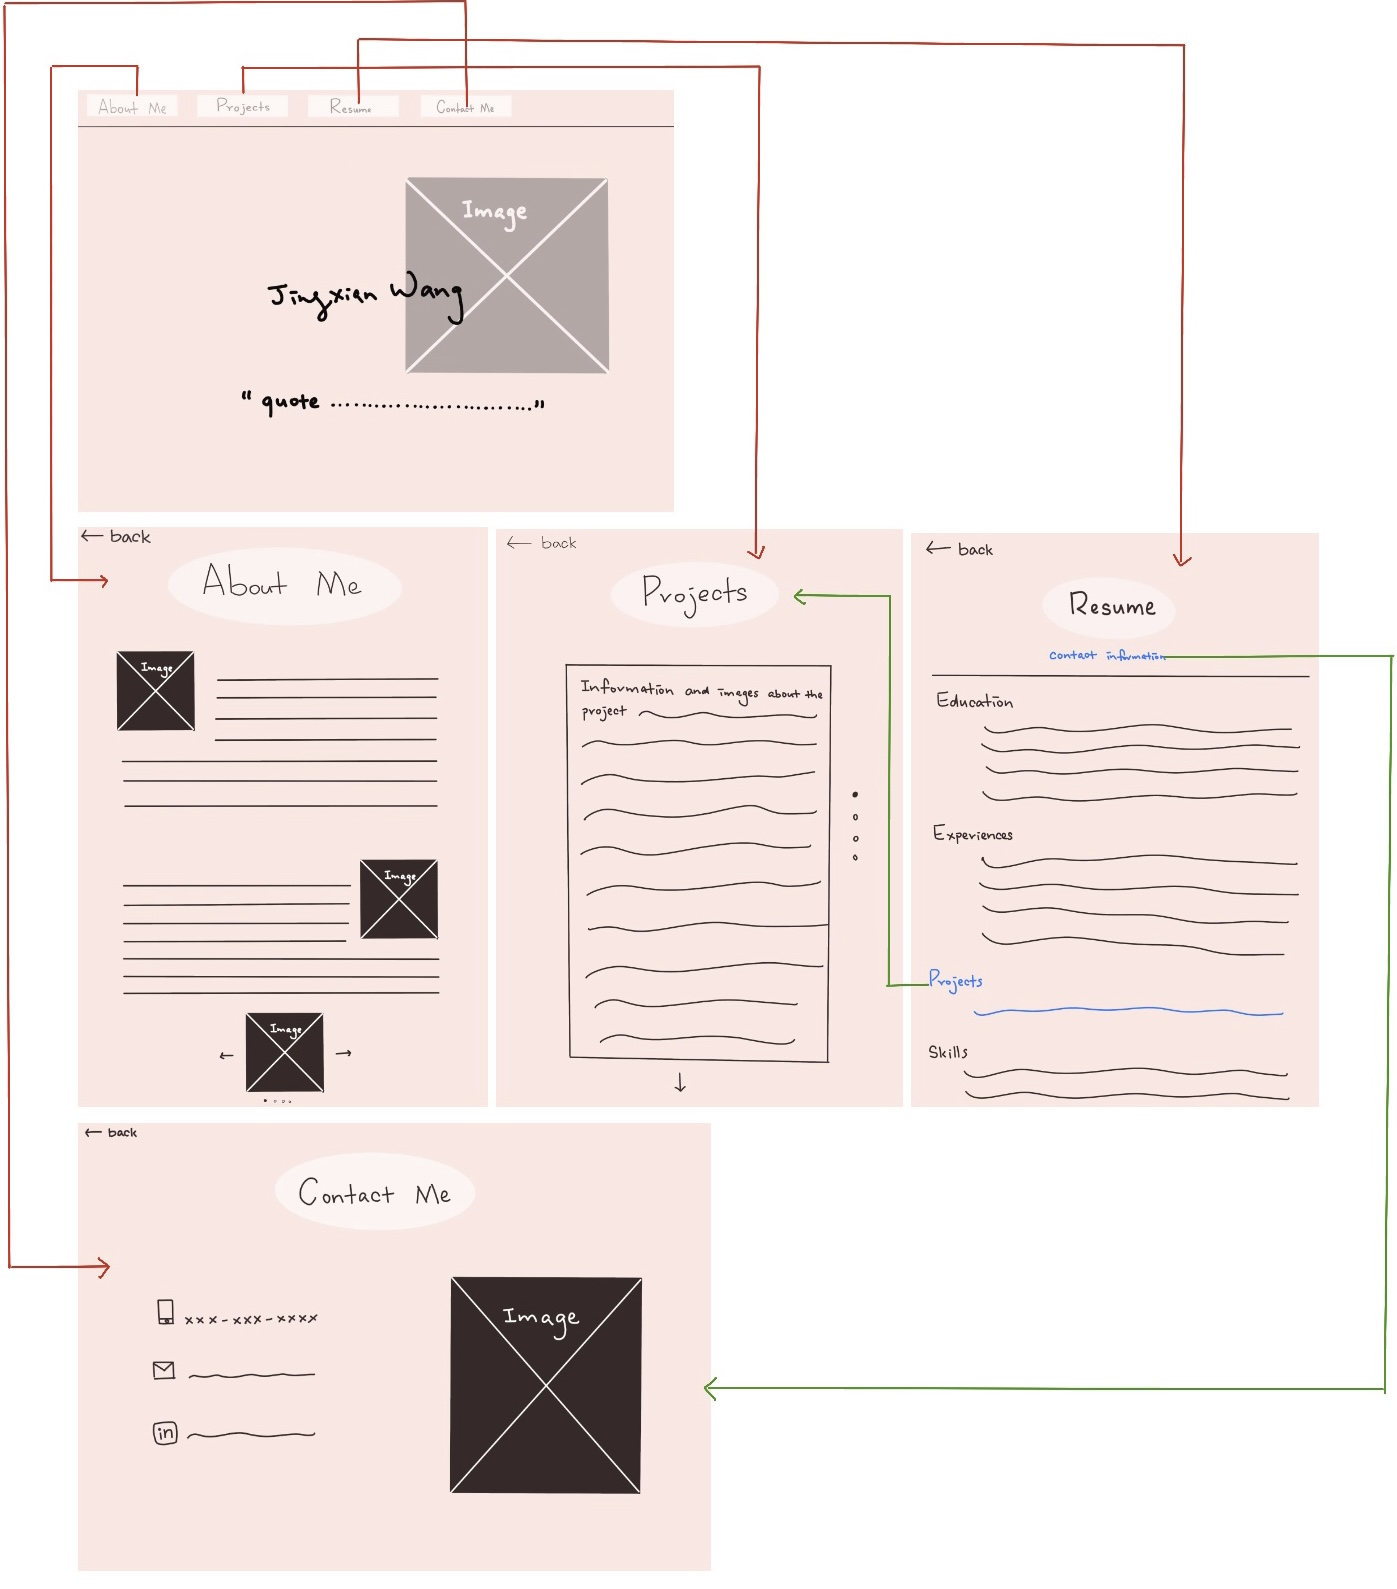 About Me
Projects
Resume
Contact Me
Image
Jingxian Wang
" quote ............................"
← back
About Me
Image
Image
Image
← →
← back
Projects
Information and images about the
project
↓
← back
Resume
contact information
Education
Experiences
Projects
Skills
← back
Contact Me
xxx-xxx-xxxx
in
Image